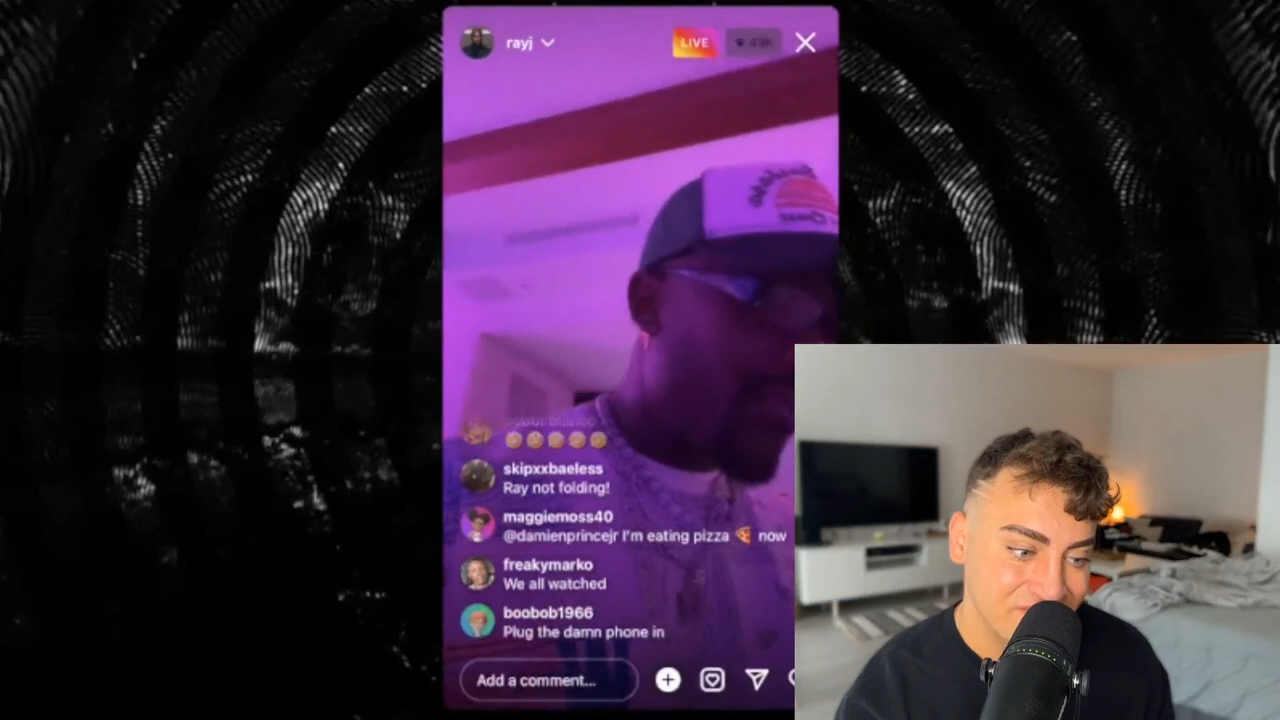 rayj
LIVE
skipxxbaeless
Ray not folding!
maggiemoss40
@damienprincejr I'm eating pizza 🍕 now
freakymarko
We all watched
boobob1966
Plug the damn phone in
Add a comment...